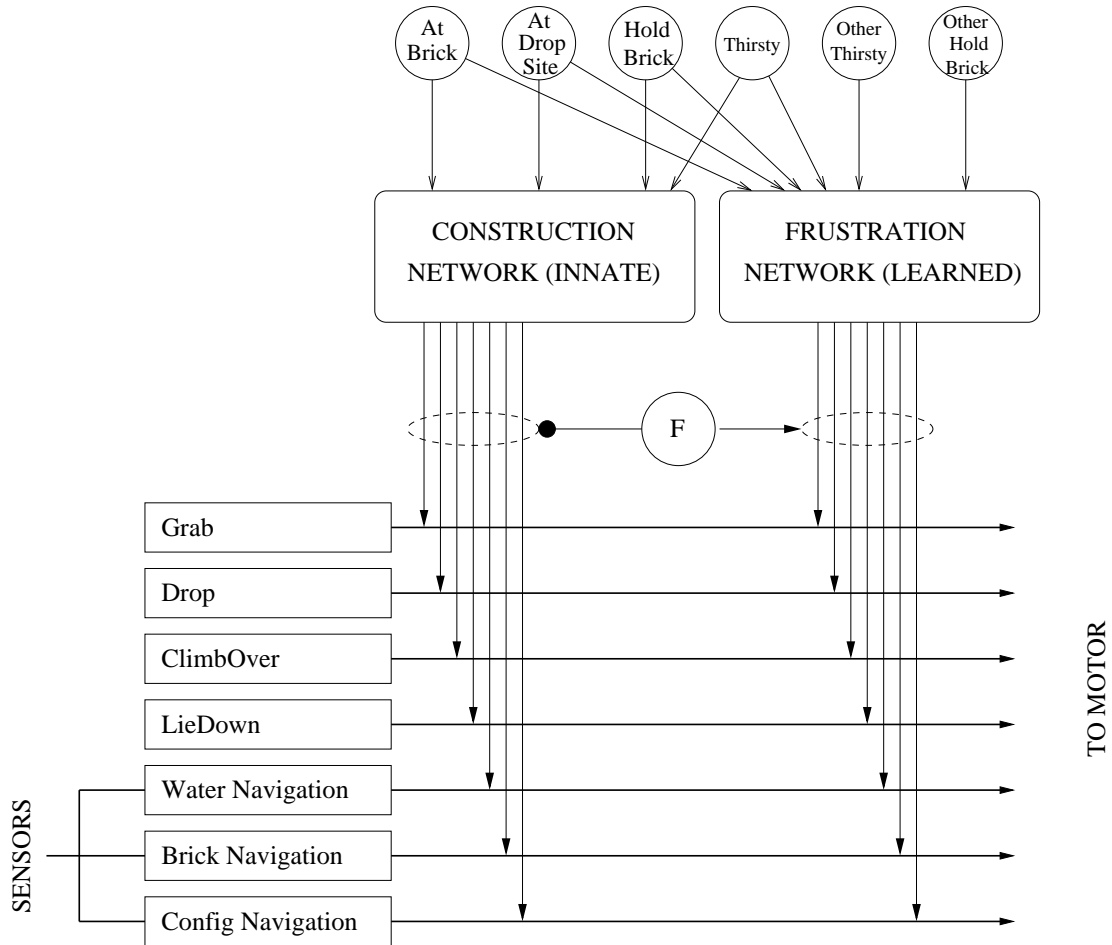 At
Brick
At
Drop
Site
Hold
Brick
Thirsty
Other
Thirsty
Other
Hold
Brick
CONSTRUCTION
NETWORK (INNATE)
FRUSTRATION
NETWORK (LEARNED)
F
Grab
Drop
ClimbOver
LieDown
Water Navigation
Brick Navigation
Config Navigation
SENSORS
TO MOTOR